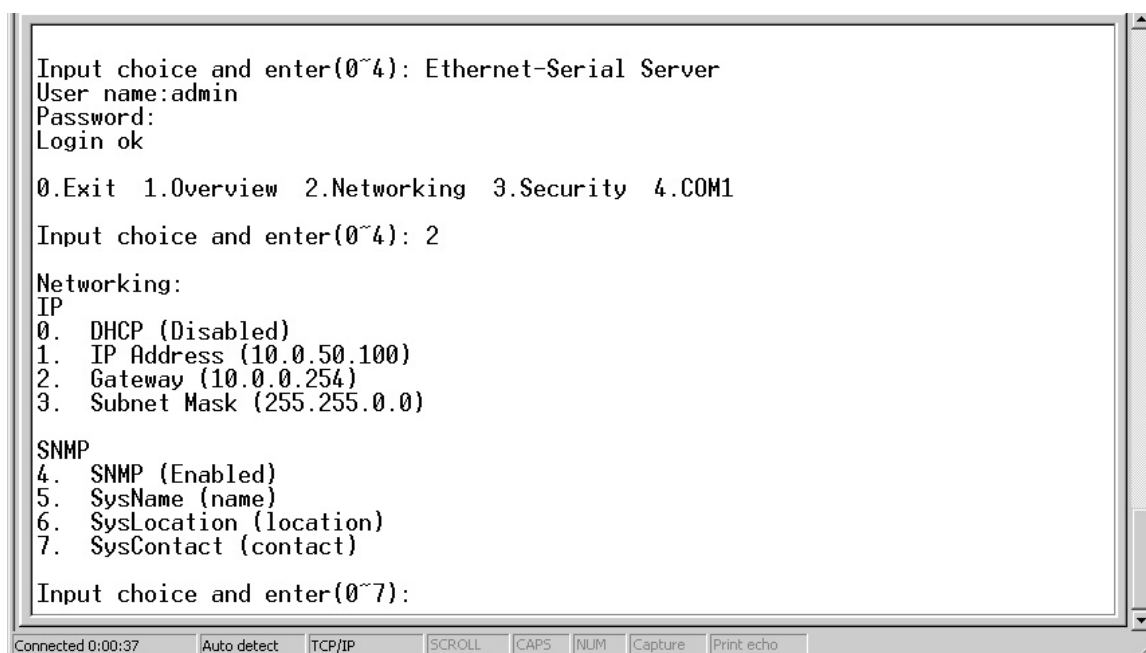 Input choice and enter(0~4): Ethernet-Serial Server
User name:admin
Password:
Login ok
0.Exit  1.Overview  2.Networking  3.Security  4.COM1
Input choice and enter(0~4): 2
Networking:
IP
0.  DHCP (Disabled)
1.  IP Address (10.0.50.100)
2.  Gateway (10.0.0.254)
3.  Subnet Mask (255.255.0.0)
SNMP
4.  SNMP (Enabled)
5.  SysName (name)
6.  SysLocation (location)
7.  SysContact (contact)
Input choice and enter(0~7):
Connected 0:00:37 Auto detect TCP/IP SCROLL CAPS NUM Capture Print echo